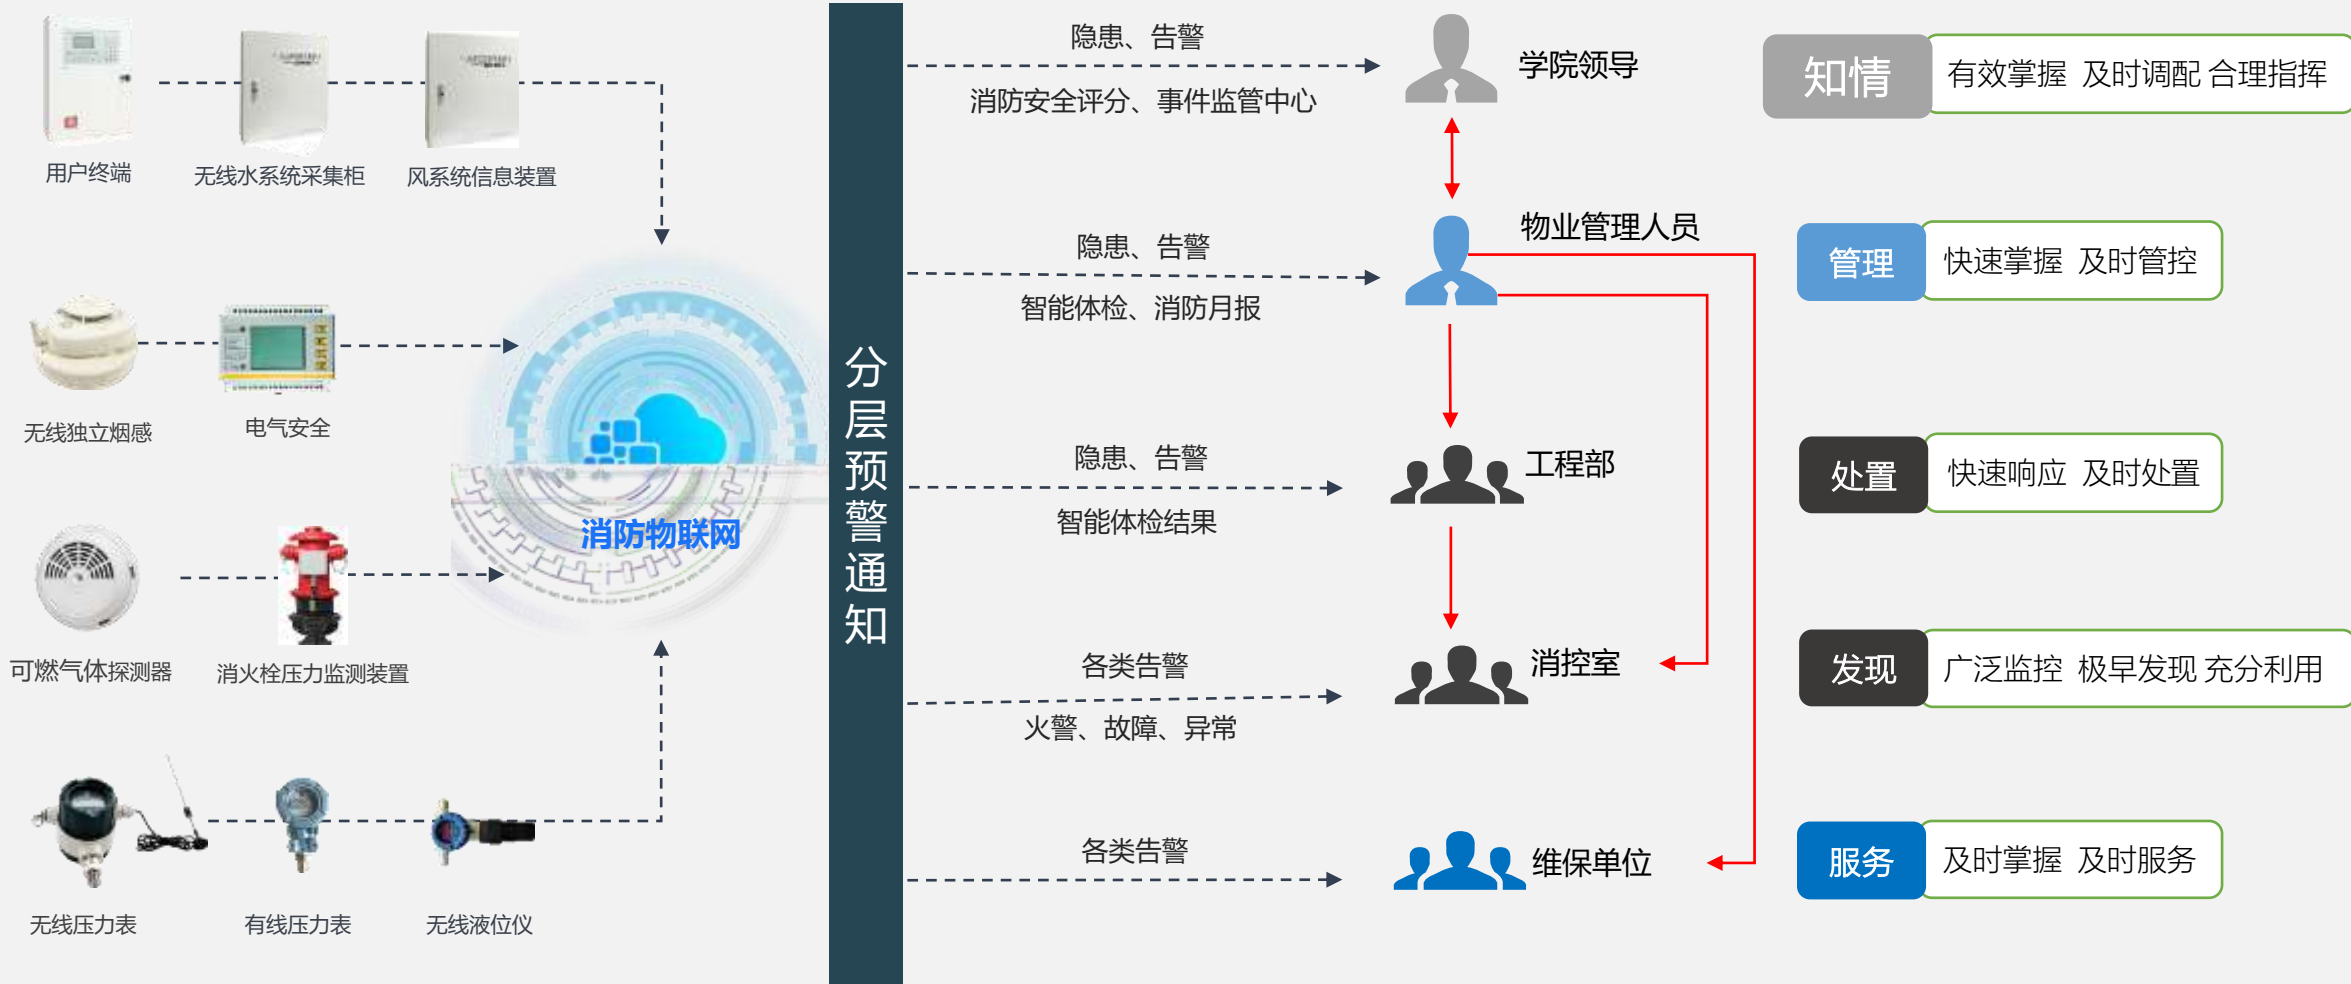 用户终端
无线水系统采集柜
风系统信息装置
无线独立烟感
电气安全
消防物联网
可燃气体探测器
消火栓压力监测装置
无线压力表
有线压力表
无线液位仪
分层预警通知
隐患、告警
消防安全评分、事件监管中心
学院领导
知情
有效掌握 及时调配 合理指挥
隐患、告警
智能体检、消防月报
物业管理人员
管理
快速掌握 及时管控
隐患、告警
智能体检结果
工程部
处置
快速响应 及时处置
各类告警
火警、故障、异常
消控室
发现
广泛监控 极早发现 充分利用
各类告警
维保单位
服务
及时掌握 及时服务